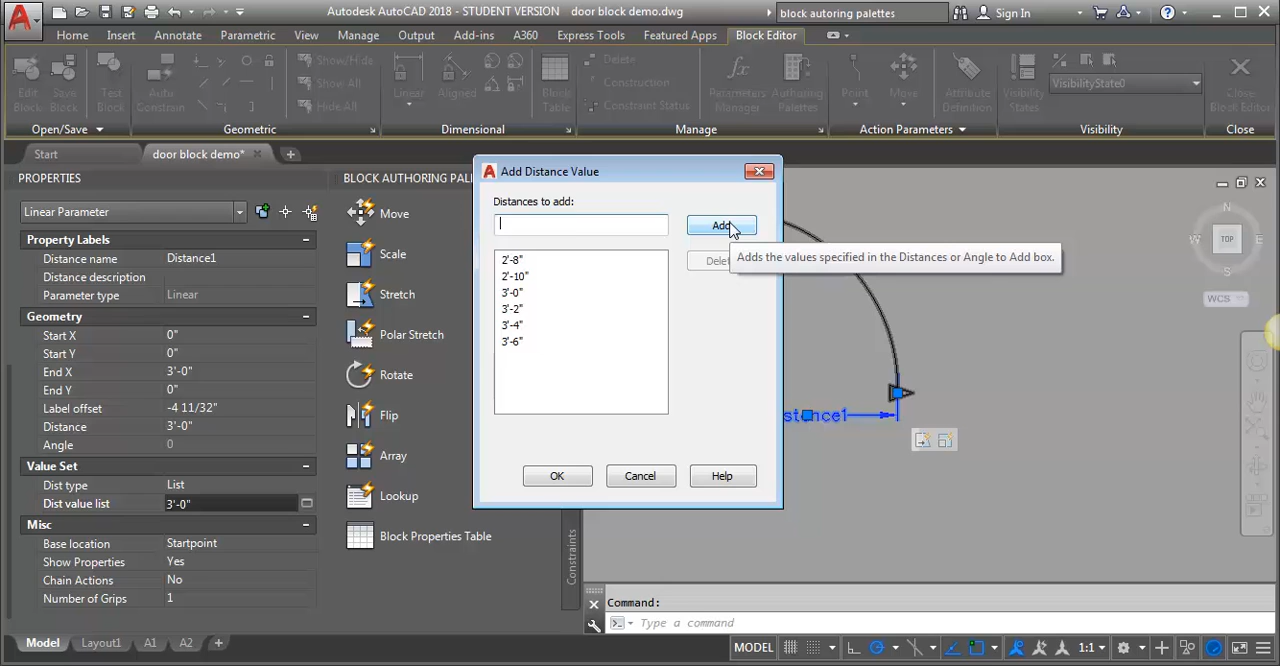 Autodesk AutoCAD 2018 - STUDENT VERSION door block demo.dwg
block autoring palettes
Sign In
Home Insert Annotate Parametric View Manage Output Add-ins A360 Express Tools Featured Apps Block Editor
Edit Block
Save Block
Test Block
Auto Constrain
Show/Hide
Show All
Hide All
Linear
Aligned
Block Table
Delete
Construction
Constraint Status
Parameters Manager
Authoring Palettes
Point
Move
Attribute Definition
Visibility States
VisibilityState0
Close Block Editor
Open/Save
Geometric
Dimensional
Manage
Action Parameters
Visibility
Close
Start
door block demo*
PROPERTIES
Linear Parameter
Property Labels
Distance name Distance1
Distance description
Parameter type Linear
Geometry
Start X 0"
Start Y 0"
End X 3'-0"
End Y 0"
Label offset -4 11/32"
Distance 3'-0"
Angle 0
Value Set
Dist type List
Dist value list 3'-0"
Misc
Base location Startpoint
Show Properties Yes
Chain Actions No
Number of Grips 1
BLOCK AUTHORING PAL
Move
Scale
Stretch
Polar Stretch
Rotate
Flip
Array
Lookup
Block Properties Table
Constraints
Add Distance Value
Distances to add:
Add
Delet
2'-8"
2'-10"
3'-0"
3'-2"
3'-4"
3'-6"
OK
Cancel
Help
Adds the values specified in the Distances or Angle to Add box.
stance1
N
W
TOP
E
S
WCS
Command:
Type a command
Model Layout1 A1 A2
MODEL
1:1